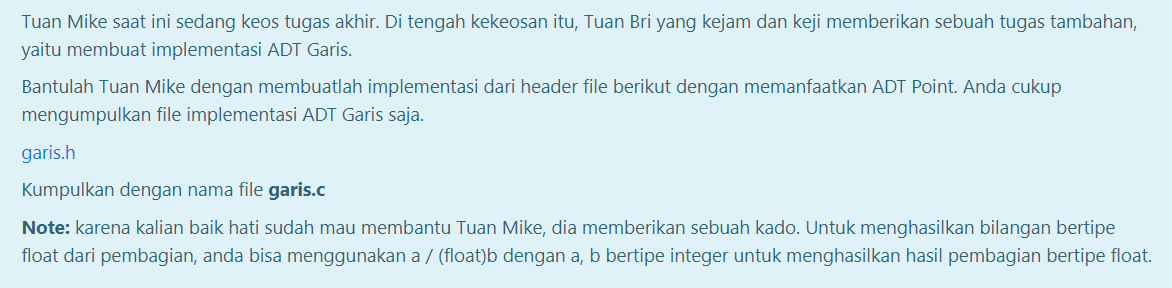 Tuan Mike saat ini sedang keos tugas akhir. Di tengah kekeosan itu, Tuan Bri yang kejam dan keji memberikan sebuah tugas tambahan,
yaitu membuat implementasi ADT Garis.
Bantulah Tuan Mike dengan membuatlah implementasi dari header file berikut dengan memanfaatkan ADT Point. Anda cukup
mengumpulkan file implementasi ADT Garis saja.
garis.h
Kumpulkan dengan nama file garis.c
Note: karena kalian baik hati sudah mau membantu Tuan Mike, dia memberikan sebuah kado. Untuk menghasilkan bilangan bertipe
float dari pembagian, anda bisa menggunakan a / (float)b dengan a, b bertipe integer untuk menghasilkan hasil pembagian bertipe float.